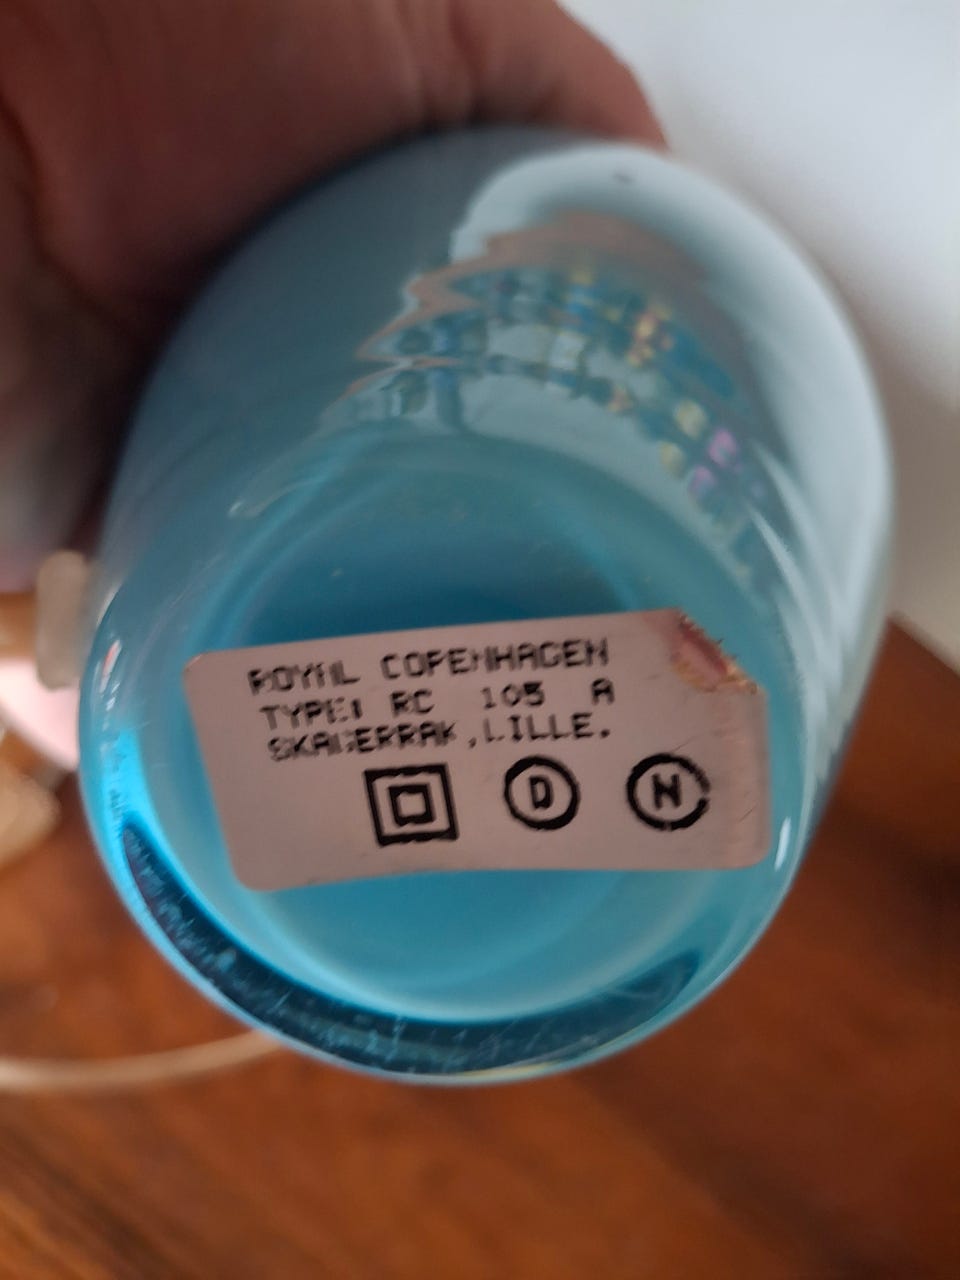 ROYAL COPENHAGEN
TYPE: RC 105 A
SKAGERRAK, LILLE.
D N